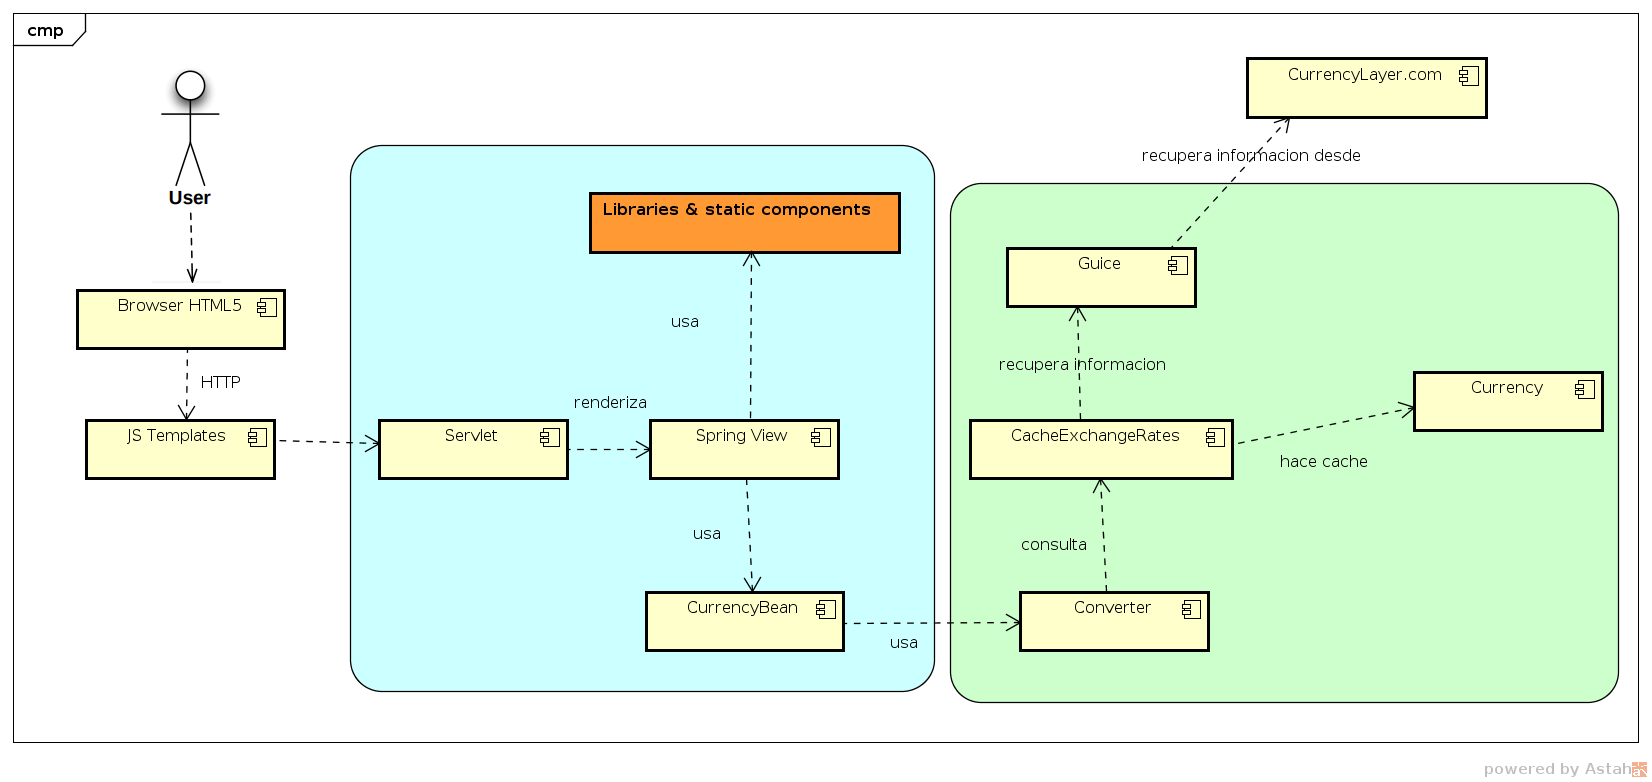 cmp
User
Browser HTML5
HTTP
JS Templates
Libraries & static components
usa
renderiza
Servlet
Spring View
usa
CurrencyBean
usa
CurrencyLayer.com
recupera informacion desde
Guice
recupera informacion
Currency
CacheExchangeRates
hace cache
consulta
Converter
powered by Astah